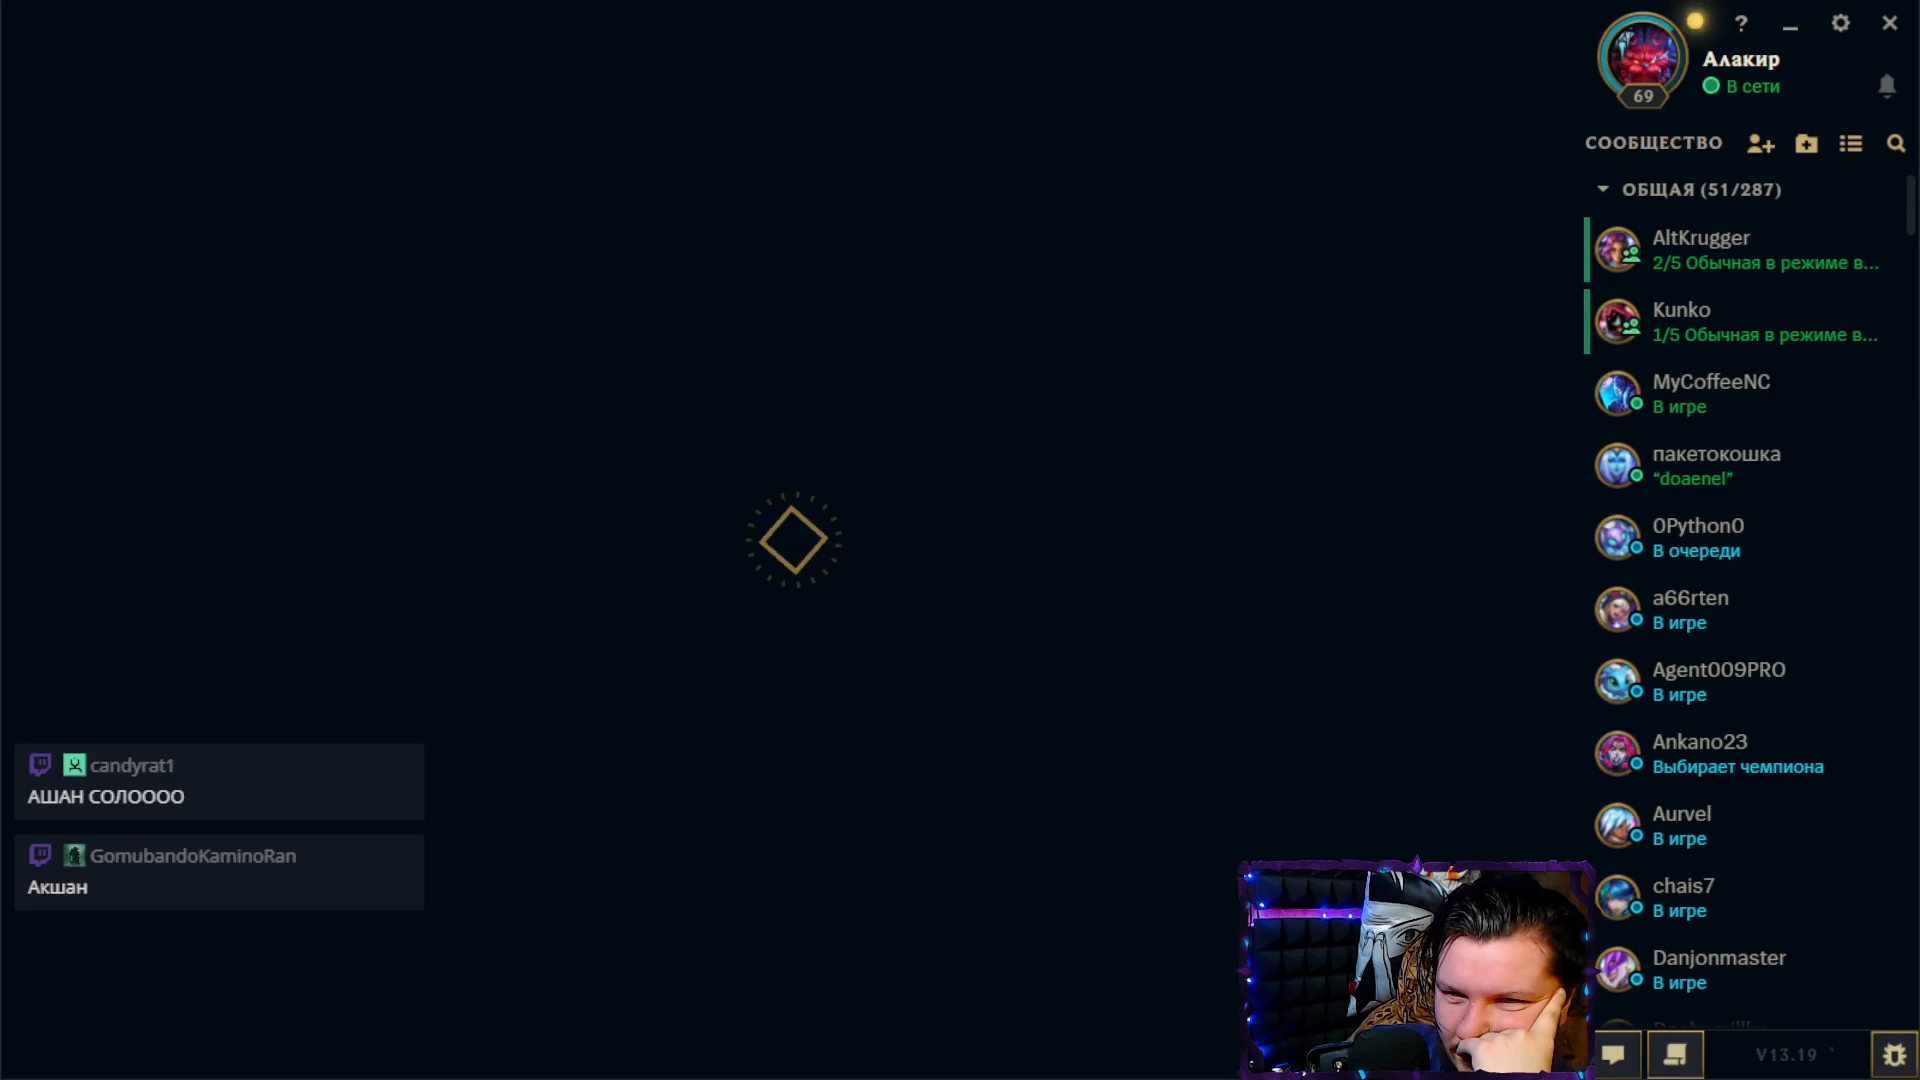 ?
Алакир
69
В сети
СООБЩЕСТВО
ОБЩАЯ (51/287)
AltKrugger
2/5 Обычная в режиме в...
Kunko
1/5 Обычная в режиме в...
MyCoffeeNC
В игре
пакетокошка
“doaenel”
0Python0
В очереди
a66rten
В игре
Agent009PRO
В игре
Ankano23
Выбирает чемпиона
Aurvel
В игре
chais7
В игре
Danjonmaster
В игре
V13.19
candyrat1
АШАН СОЛОООО
GomubandoKaminoRan
Акшан